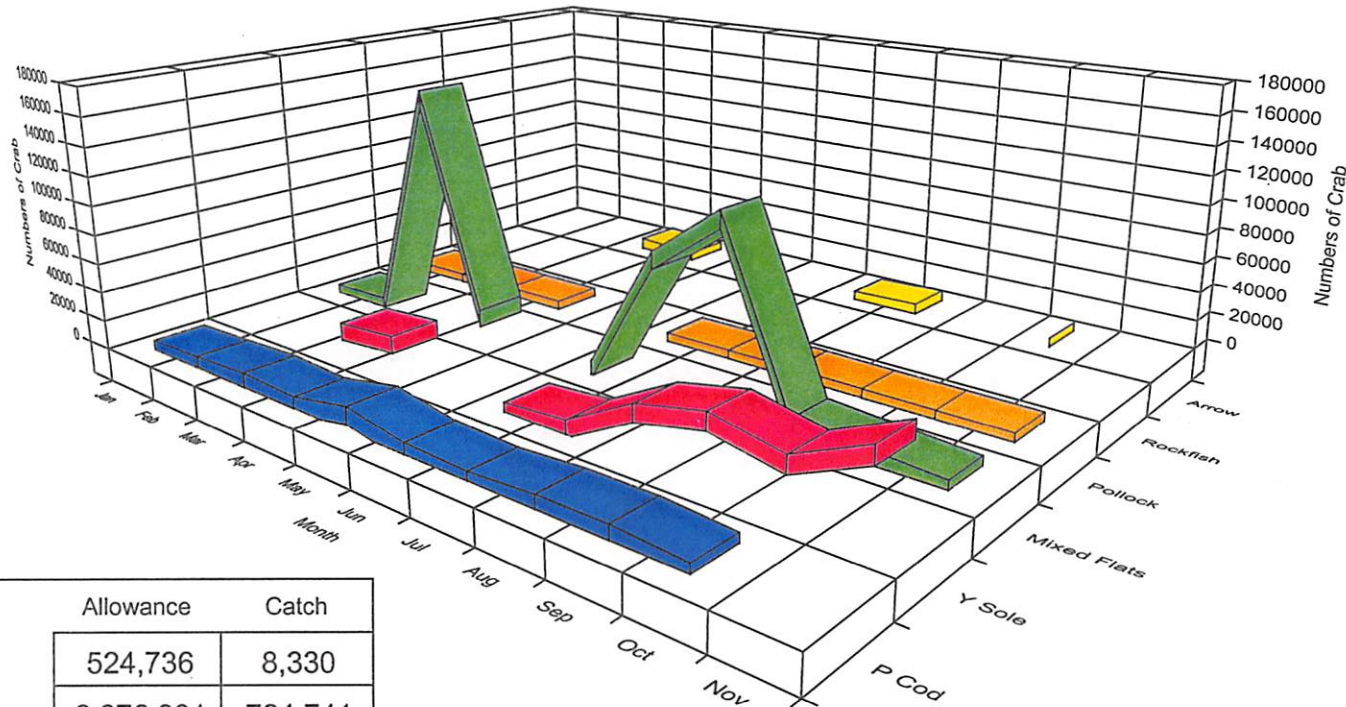 180000
160000
140000
120000
100000
80000
60000
40000
20000
0
Numbers of Crab
180000
160000
140000
120000
100000
80000
60000
40000
20000
0
Numbers of Crab
Jan
Feb
Mar
Apr
May
Jun
Jul
Aug
Sep
Oct
Nov
Month
Arrow
Rockfish
Pollock
Mixed Flats
Y Sole
P Cod
Allowance Catch
524,736 8,330